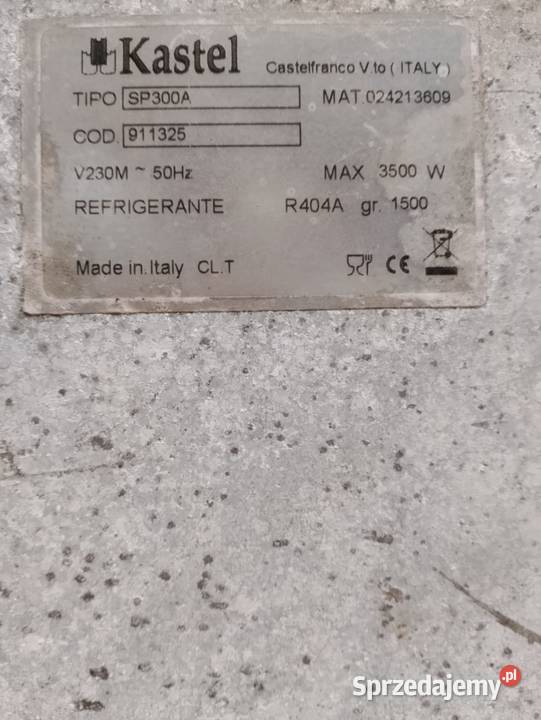 Kastel Castelfranco V.to ( ITALY )
TIPO SP300A MAT.024213609
COD. 911325
V230M ~ 50Hz MAX 3500 W
REFRIGERANTE R404A gr. 1500
Made in.Italy CL.T CE
Sprzedajemy.pl